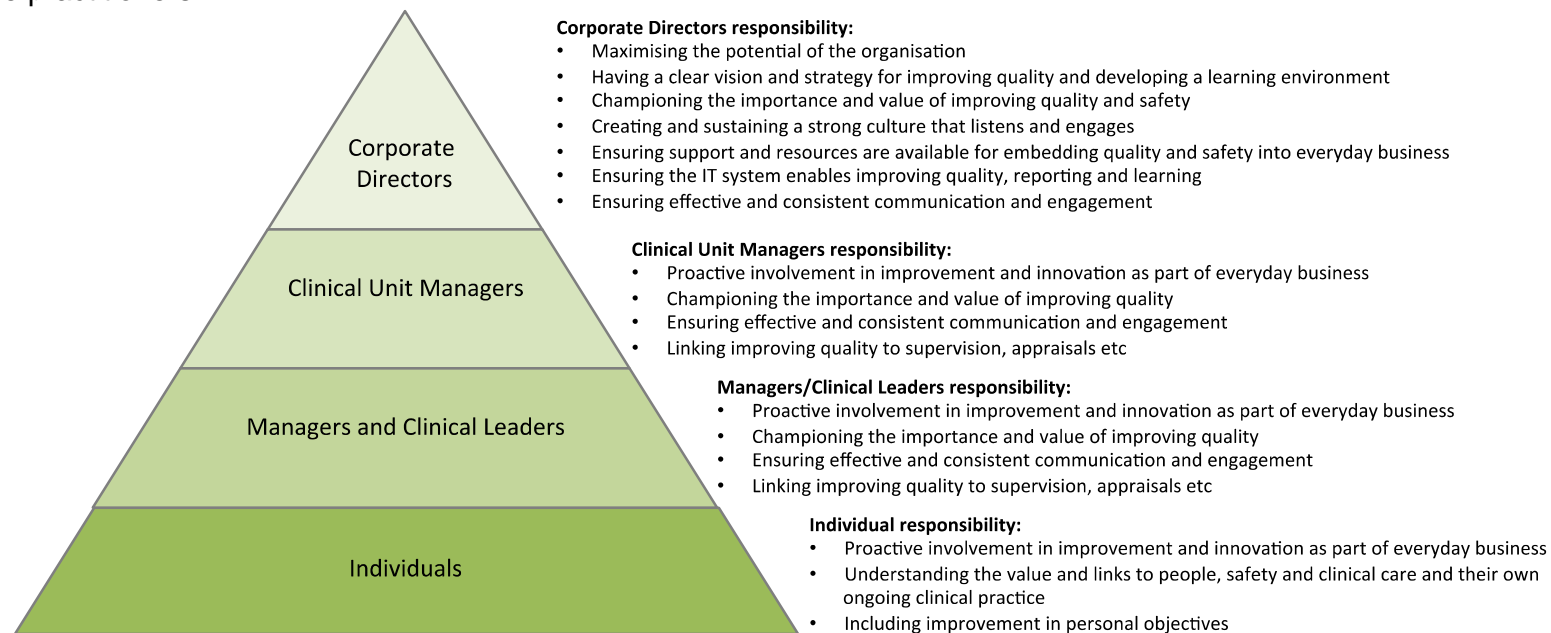 Corporate Directors responsibility:
• Maximising the potential of the organisation
• Having a clear vision and strategy for improving quality and developing a learning environment
• Championing the importance and value of improving quality and safety
• Creating and sustaining a strong culture that listens and engages
• Ensuring support and resources are available for embedding quality and safety into everyday business
• Ensuring the IT system enables improving quality, reporting and learning
• Ensuring effective and consistent communication and engagement
Corporate
Directors
Clinical Unit Managers responsibility:
• Proactive involvement in improvement and innovation as part of everyday business
• Championing the importance and value of improving quality
• Ensuring effective and consistent communication and engagement
• Linking improving quality to supervision, appraisals etc
Clinical Unit Managers
Managers/Clinical Leaders responsibility:
• Proactive involvement in improvement and innovation as part of everyday business
• Championing the importance and value of improving quality
• Ensuring effective and consistent communication and engagement
• Linking improving quality to supervision, appraisals etc
Managers and Clinical Leaders
Individual responsibility:
• Proactive involvement in improvement and innovation as part of everyday business
• Understanding the value and links to people, safety and clinical care and their own
ongoing clinical practice
• Including improvement in personal objectives
Individuals